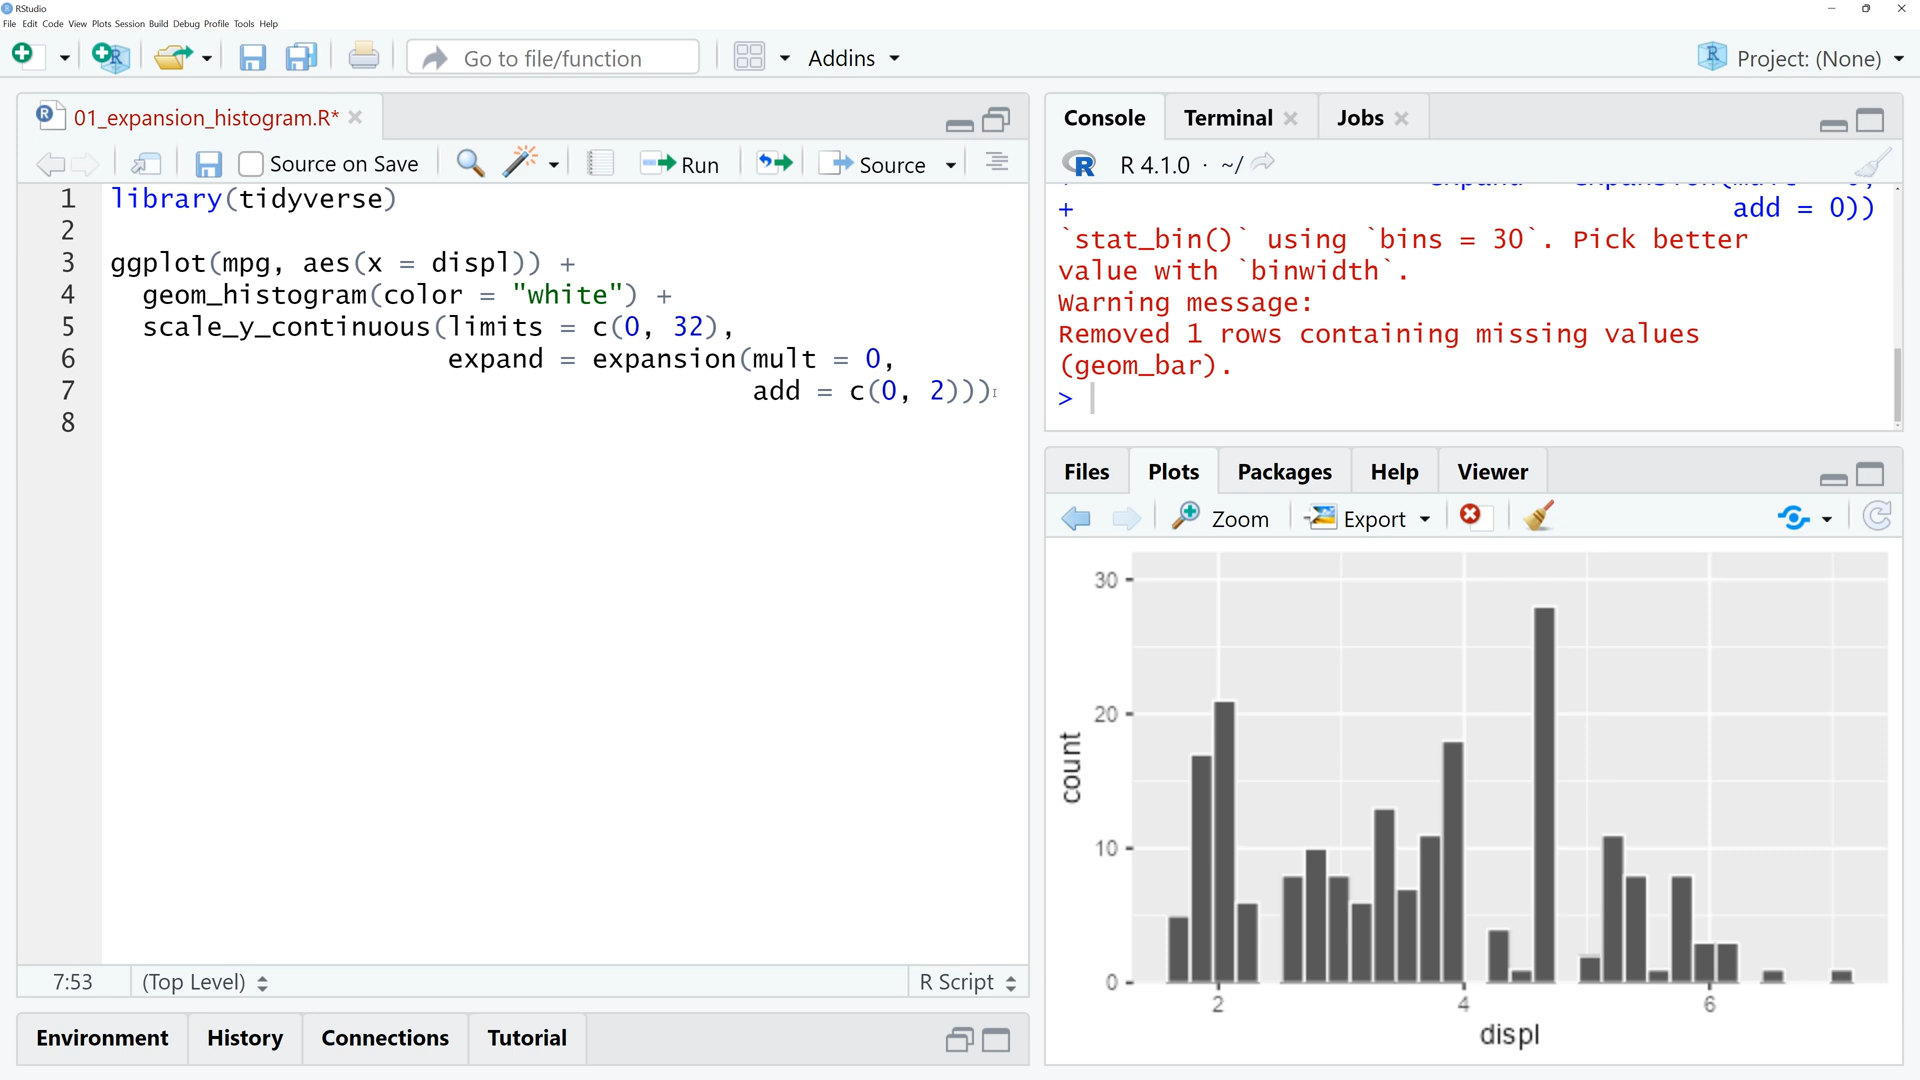 RStudio
File Edit Code View Plots Session Build Debug Profile Tools Help
Go to file/function
Addins
Project: (None)
01_expansion_histogram.R*
Source on Save
Run
Source
1 library(tidyverse)
2
3 ggplot(mpg, aes(x = displ)) +
4 geom_histogram(color = "white") +
5 scale_y_continuous(limits = c(0, 32),
6 expand = expansion(mult = 0,
7 add = c(0, 2)))
8
7:53 (Top Level) R Script
Environment History Connections Tutorial
Console Terminal Jobs
R 4.1.0 · ~/
+ expand = expansion(mult = 0,
+ add = 0))
`stat_bin()` using `bins = 30`. Pick better
value with `binwidth`.
Warning message:
Removed 1 rows containing missing values
(geom_bar).
>
Files Plots Packages Help Viewer
Zoom Export
30
20
10
0
count
2 4 6
displ